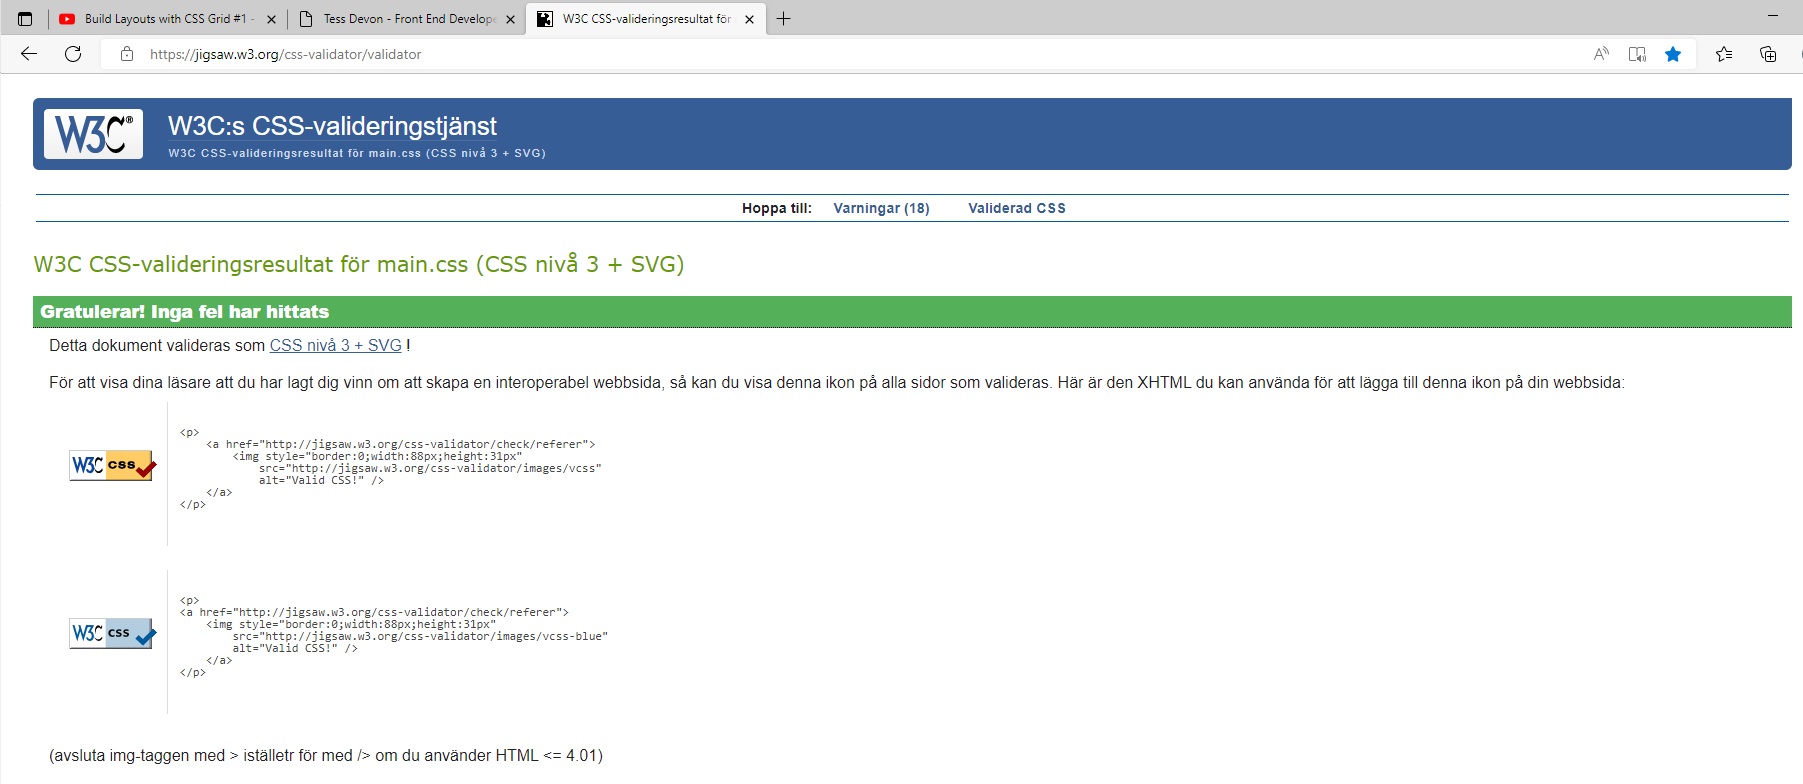 Build Layouts with CSS Grid #1 -
Tess Devon - Front End Develope
W3C CSS-valideringsresultat för
https://jigsaw.w3.org/css-validator/validator
W3C®
W3C:s CSS-valideringstjänst
W3C CSS-valideringsresultat för main.css (CSS nivå 3 + SVG)
Hoppa till: Varningar (18) Validerad CSS
W3C CSS-valideringsresultat för main.css (CSS nivå 3 + SVG)
Gratulerar! Inga fel har hittats
Detta dokument valideras som CSS nivå 3 + SVG !
För att visa dina läsare att du har lagt dig vinn om att skapa en interoperabel webbsida, så kan du visa denna ikon på alla sidor som valideras. Här är den XHTML du kan använda för att lägga till denna ikon på din webbsida:
W3C css
<p>
<a href="http://jigsaw.w3.org/css-validator/check/referer">
<img style="border:0;width:88px;height:31px"
src="http://jigsaw.w3.org/css-validator/images/vcss"
alt="Valid CSS!" />
</a>
</p>
W3C css
<p>
<a href="http://jigsaw.w3.org/css-validator/check/referer">
<img style="border:0;width:88px;height:31px"
src="http://jigsaw.w3.org/css-validator/images/vcss-blue"
alt="Valid CSS!" />
</a>
</p>
(avsluta img-taggen med > iställetr för med /> om du använder HTML <= 4.01)